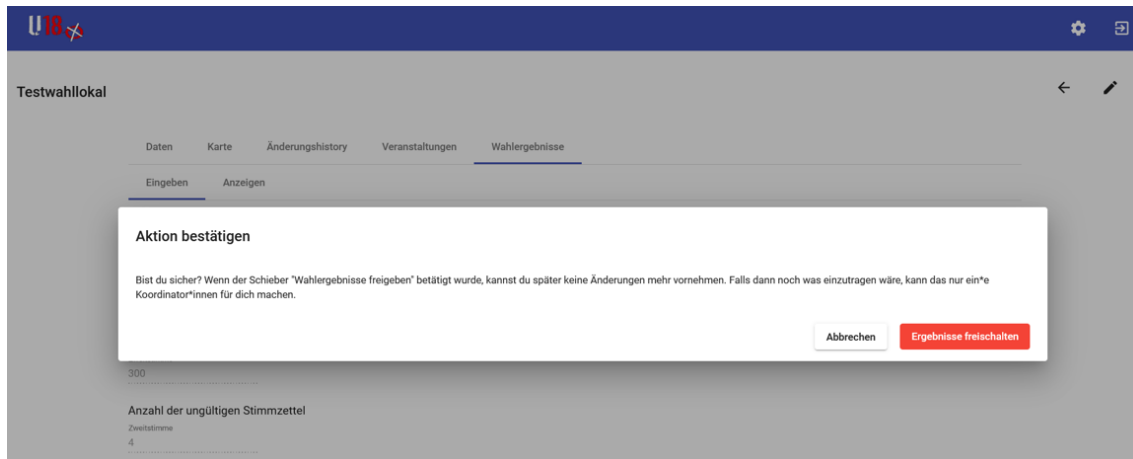 U18
Testwahllokal
Daten Karte Änderungshistory Veranstaltungen Wahlergebnisse
Eingeben Anzeigen
Aktion bestätigen
Bist du sicher? Wenn der Schieber "Wahlergebnisse freigeben" betätigt wurde, kannst du später keine Änderungen mehr vornehmen. Falls dann noch was einzutragen wäre, kann das nur ein*e
Koordinator*innen für dich machen.
Abbrechen Ergebnisse freischalten
300
Anzahl der ungültigen Stimmzettel
Zweitstimme
4